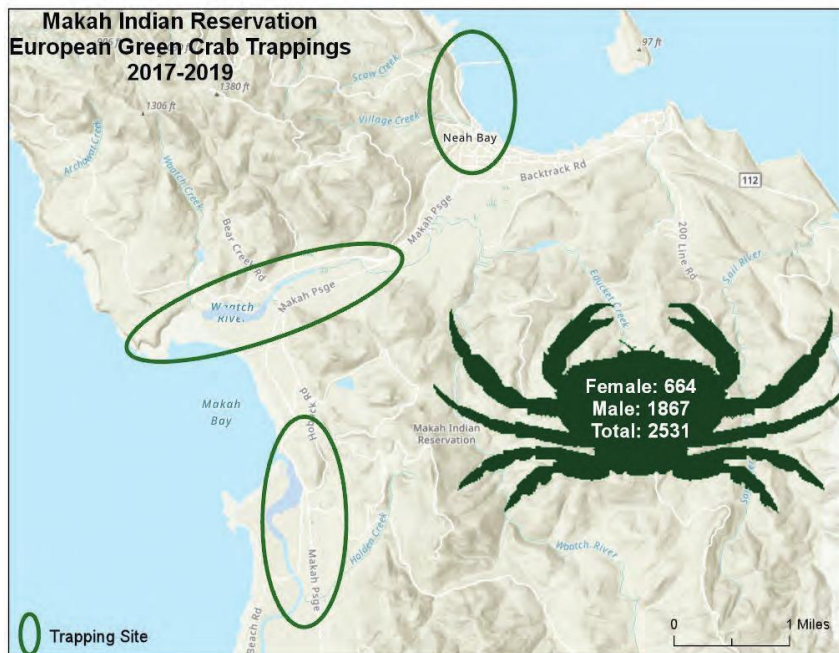 Makah Indian Reservation
European Green Crab Trappings
2017-2019
97 ft
1380 ft
1306 ft
Scow Creek
Village Creek
Neah Bay
Archawat Creek
Wootch Creek
Backtrack Rd
112
Makah Psge
Bear Creek Rd
200 Line Rd
Sail River
Makah Psge
Educket Creek
Female: 664
Male: 1867
Total: 2531
Makah
Bay
Hobuck Rd
Makah Indian
Reservation
Makah Psge
Holden Creek
Wootch River
Beach Rd
0
1 Miles
Trapping Site